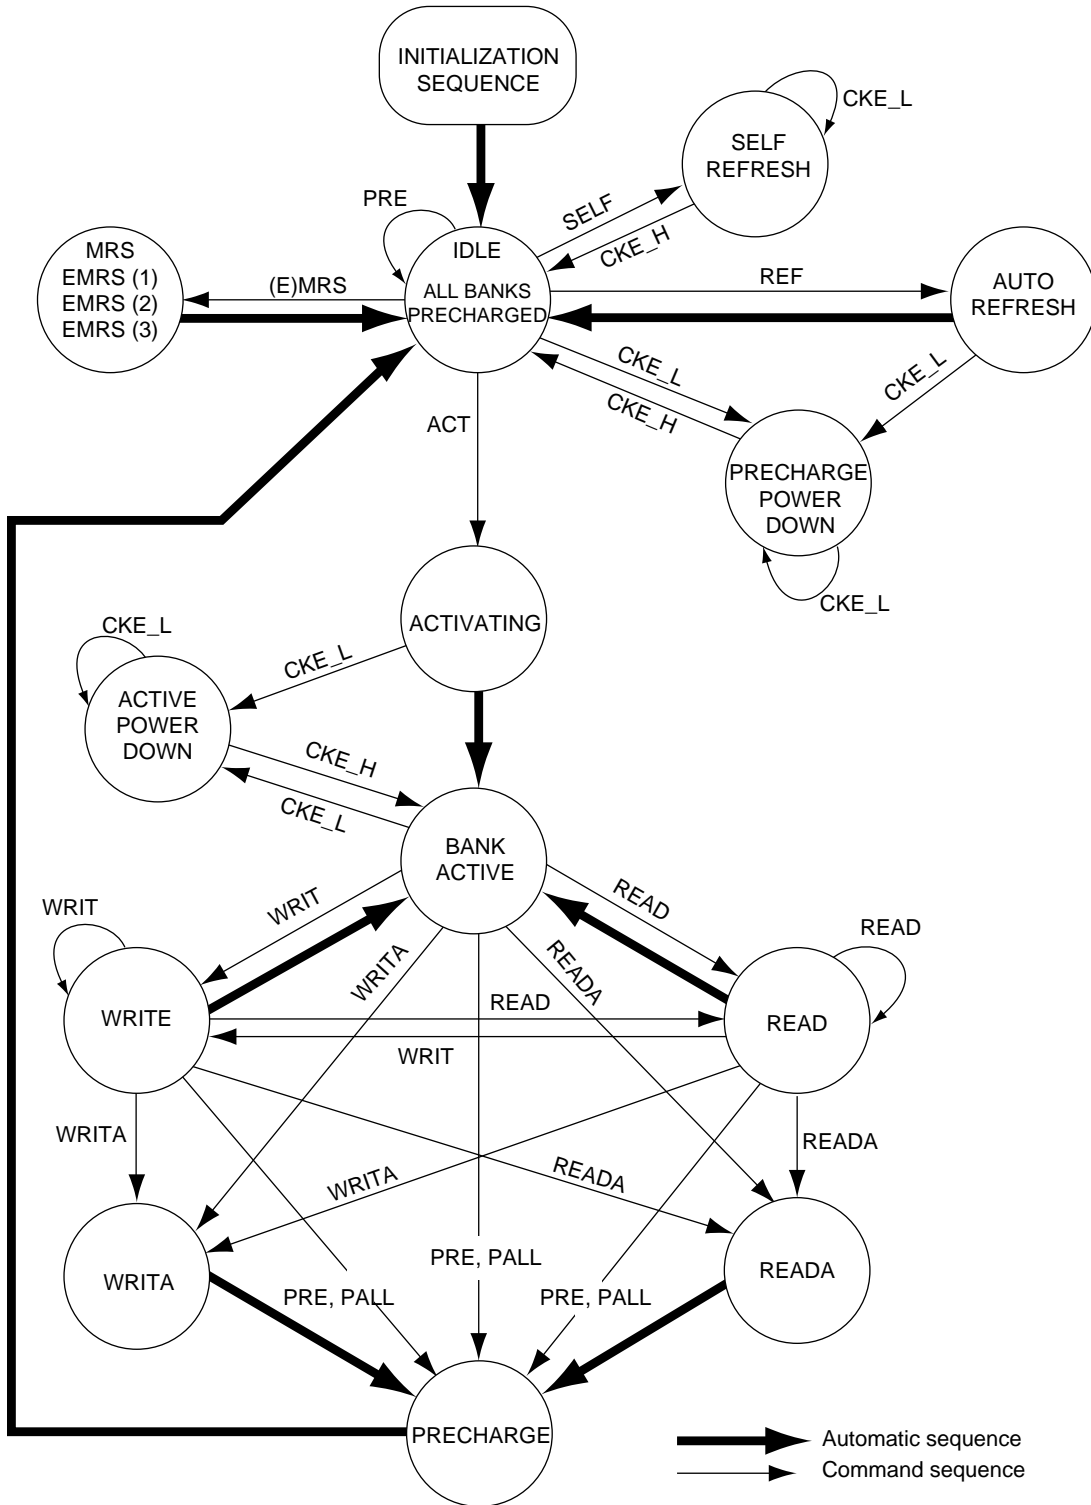 INITIALIZATION
SEQUENCE
CKE_L
SELF
REFRESH
PRE
SELF
CKE_H
IDLE
ALL BANKS
PRECHARGED
MRS
EMRS (1)
EMRS (2)
EMRS (3)
(E)MRS
REF
AUTO
REFRESH
CKE_L
CKE_H
CKE_L
ACT
PRECHARGE
POWER
DOWN
CKE_L
ACTIVATING
CKE_L
CKE_L
ACTIVE
POWER
DOWN
CKE_H
CKE_L
BANK
ACTIVE
WRIT
WRIT
READ
READ
WRITA
READA
WRITE
READ
READ
WRIT
WRITA
READA
WRITA
READA
WRITA
PRE, PALL
PRE, PALL
PRE, PALL
READA
PRECHARGE
Automatic sequence
Command sequence